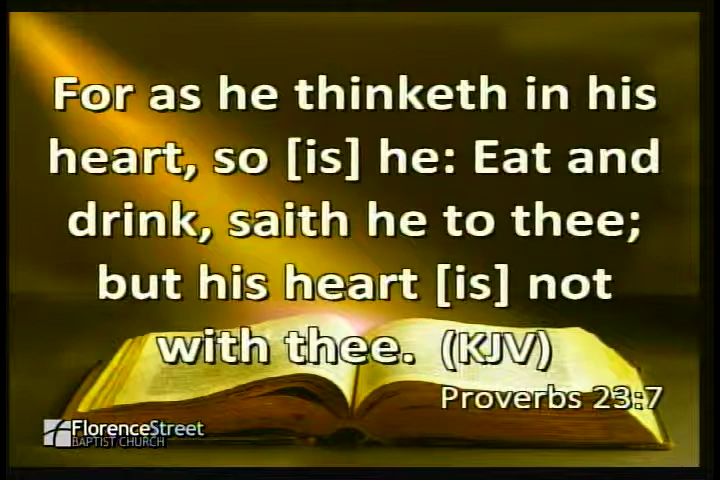 For as he thinketh in his
heart, so [is] he: Eat and
drink, saith he to thee;
but his heart [is] not
with thee. (KJV)
Proverbs 23:7
FlorenceStreet
BAPTIST CHURCH